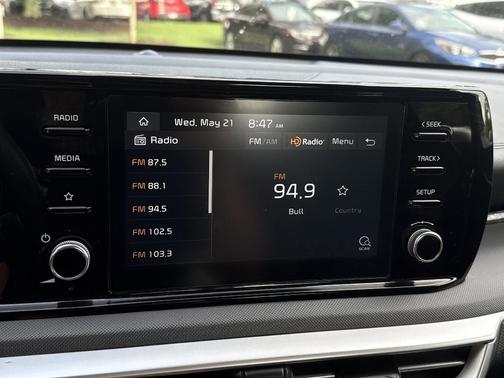 RADIO
MEDIA
Wed, May 21 8:47 AM
Radio FM/AM HD Radio Menu
FM 87.5
FM 88.1
FM 94.5
FM 102.5
FM 103.3
FM
94.9
Bull
Country
SCAN
< SEEK
TRACK >
SETUP